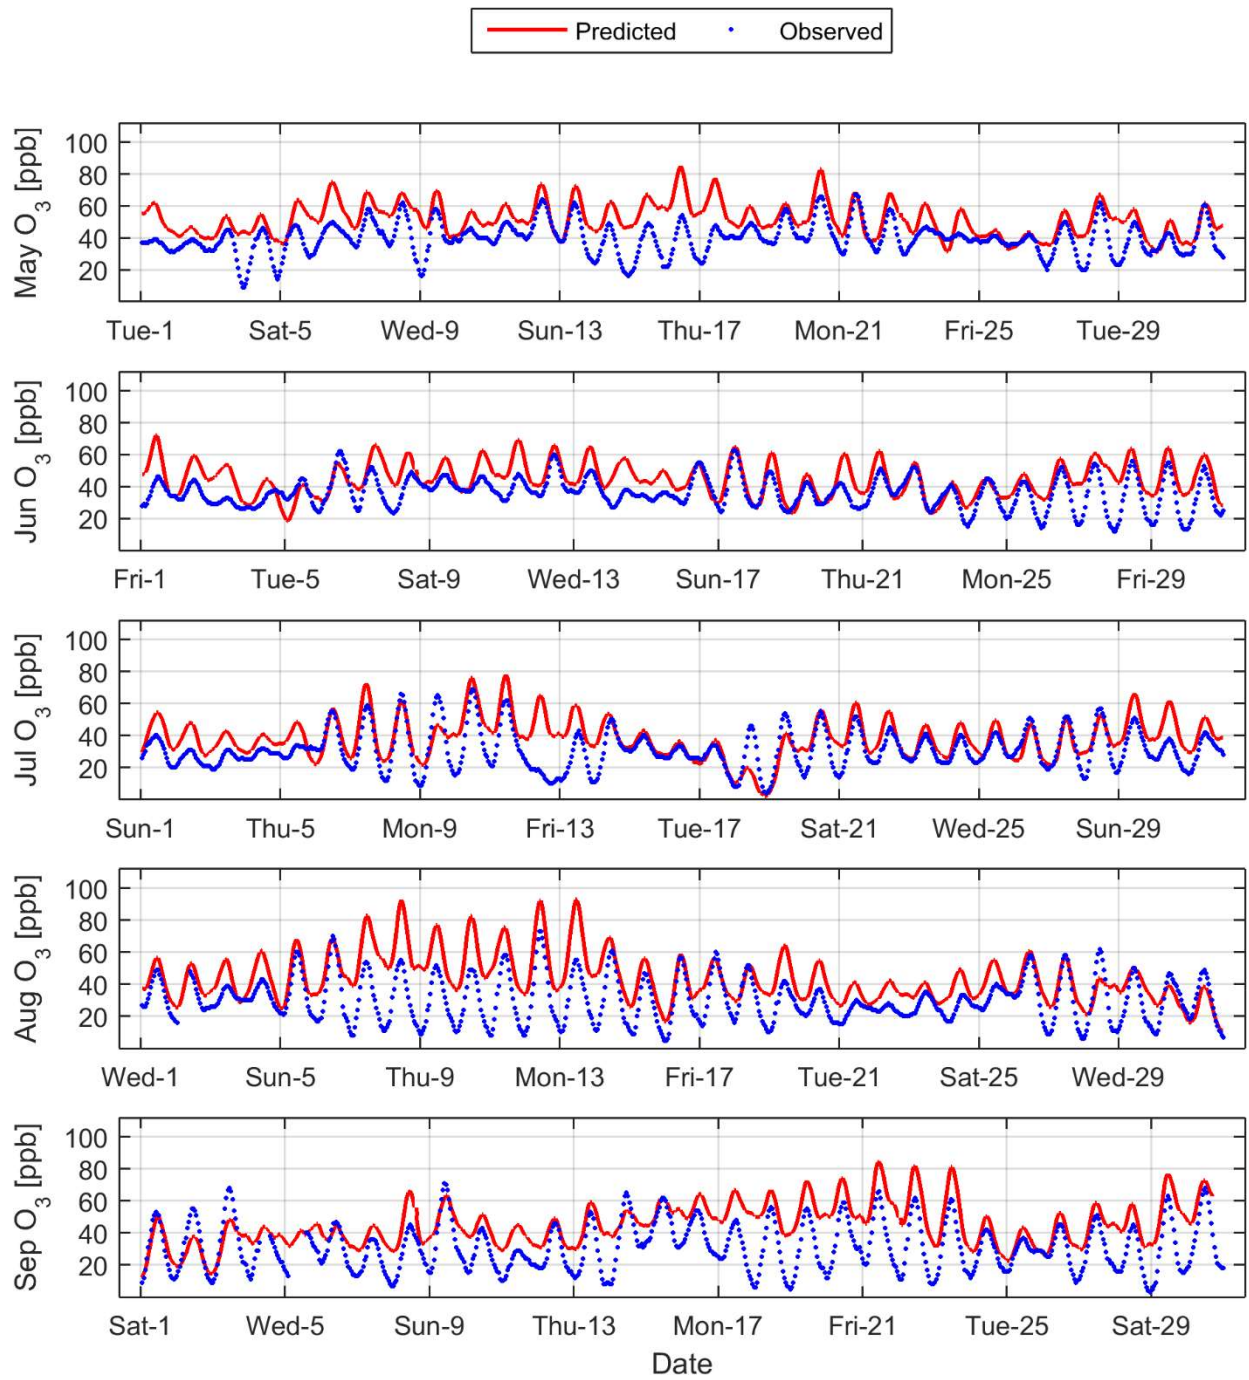 Predicted Observed
May O3 [ppb]
100
80
60
40
20
Tue-1 Sat-5 Wed-9 Sun-13 Thu-17 Mon-21 Fri-25 Tue-29
Jun O3 [ppb]
100
80
60
40
20
Fri-1 Tue-5 Sat-9 Wed-13 Sun-17 Thu-21 Mon-25 Fri-29
Jul O3 [ppb]
100
80
60
40
20
Sun-1 Thu-5 Mon-9 Fri-13 Tue-17 Sat-21 Wed-25 Sun-29
Aug O3 [ppb]
100
80
60
40
20
Wed-1 Sun-5 Thu-9 Mon-13 Fri-17 Tue-21 Sat-25 Wed-29
Sep O3 [ppb]
100
80
60
40
20
Sat-1 Wed-5 Sun-9 Thu-13 Mon-17 Fri-21 Tue-25 Sat-29
Date